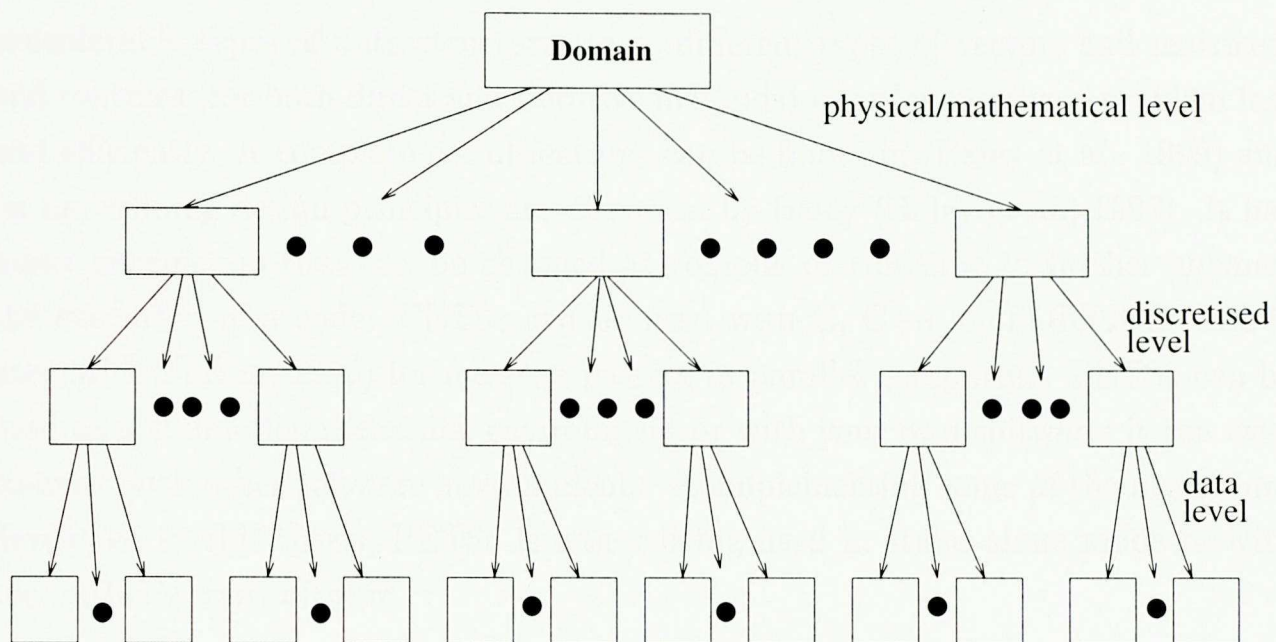 Domain
physical/mathematical level
discretised
level
data
level